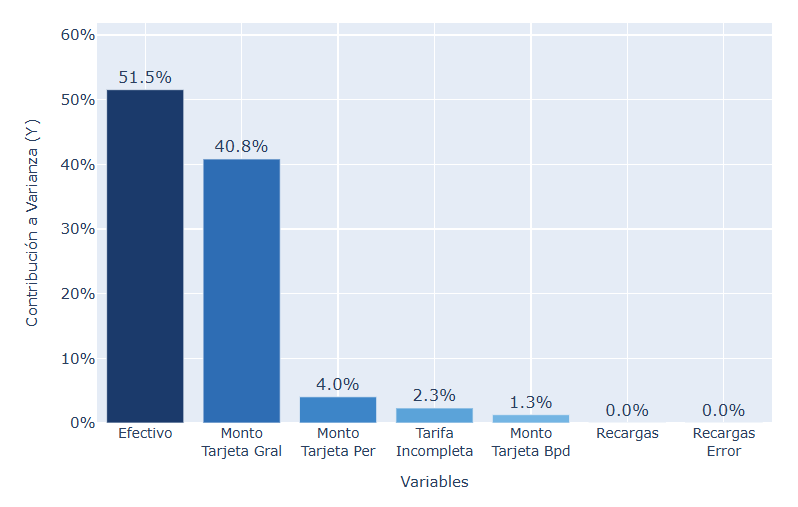 60%
51.5%
50%
40.8%
40%
30%
20%
10%
4.0%
2.3%
1.3%
0.0%
0.0%
0%
Contribución a Varianza (Y)
Efectivo
Monto
Tarjeta Gral
Monto
Tarjeta Per
Tarifa
Incompleta
Monto
Tarjeta Bpd
Recargas
Recargas
Error
Variables